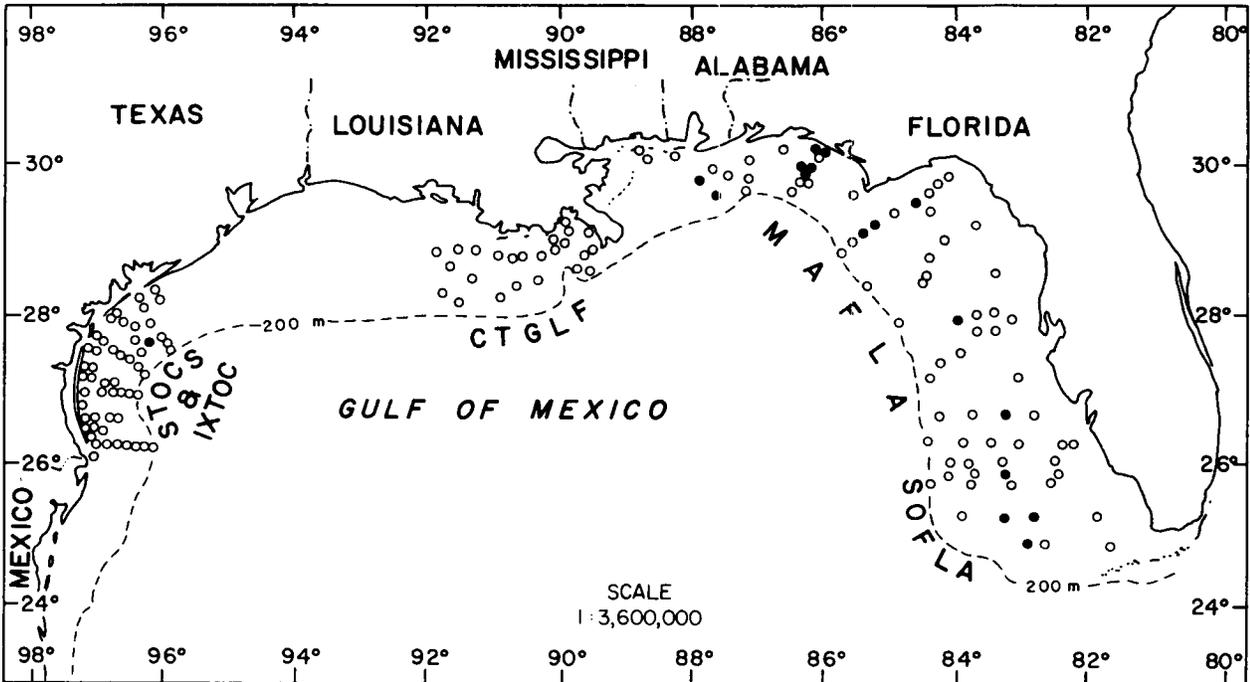 98° 96° 94° 92° 90° 88° 86° 84° 82° 80°
MISSISSIPPI ALABAMA
TEXAS LOUISIANA FLORIDA
30° 30°
MAFLA
28° 28°
200 m
CTGLF
STOCS
&
IXTOC
GULF OF MEXICO
26° 26°
MEXICO
SOFLA
SCALE
1:3,600,000
200 m
24° 24°
98° 96° 94° 92° 90° 88° 86° 84° 82° 80°